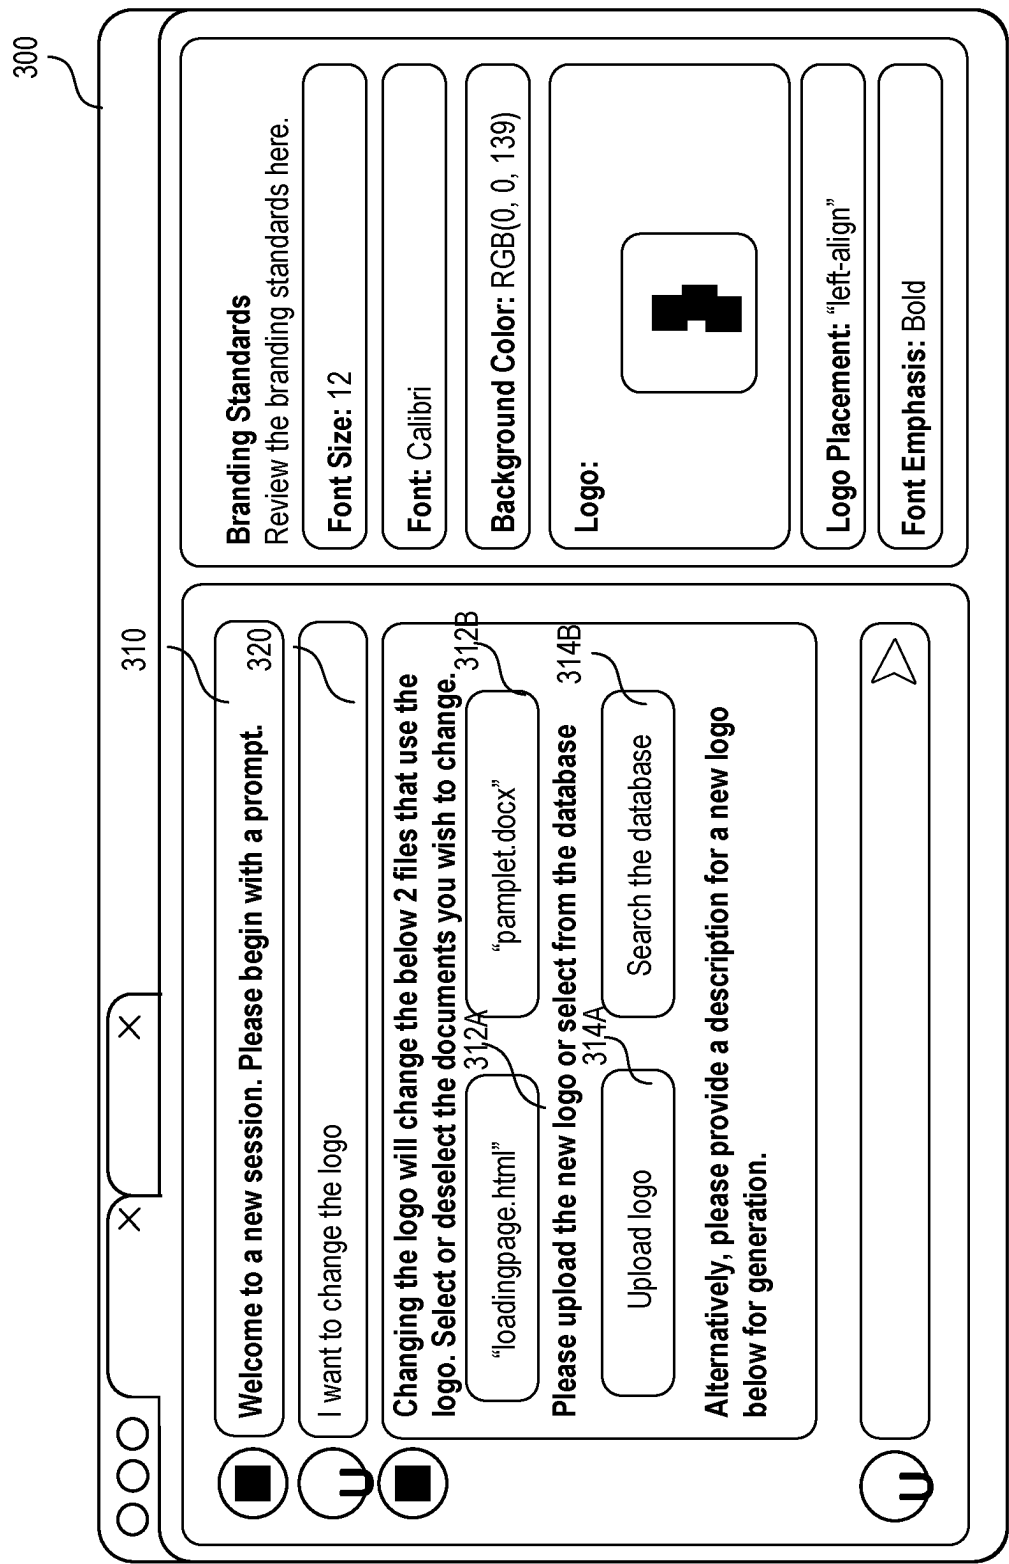 300
310
Welcome to a new session. Please begin with a prompt.
320
U
I want to change the logo
Changing the logo will change the below 2 files that use the
logo. Select or deselect the documents you wish to change.
312A
312B
“loadingpage.html”
“pamplet.docx”
Please upload the new logo or select from the database
314A
314B
Upload logo
Search the database
Alternatively, please provide a description for a new logo
below for generation.
U
Branding Standards
Review the branding standards here.
Font Size: 12
Font: Calibri
Background Color: RGB(0, 0, 139)
Logo:
Logo Placement: “left-align”
Font Emphasis: Bold